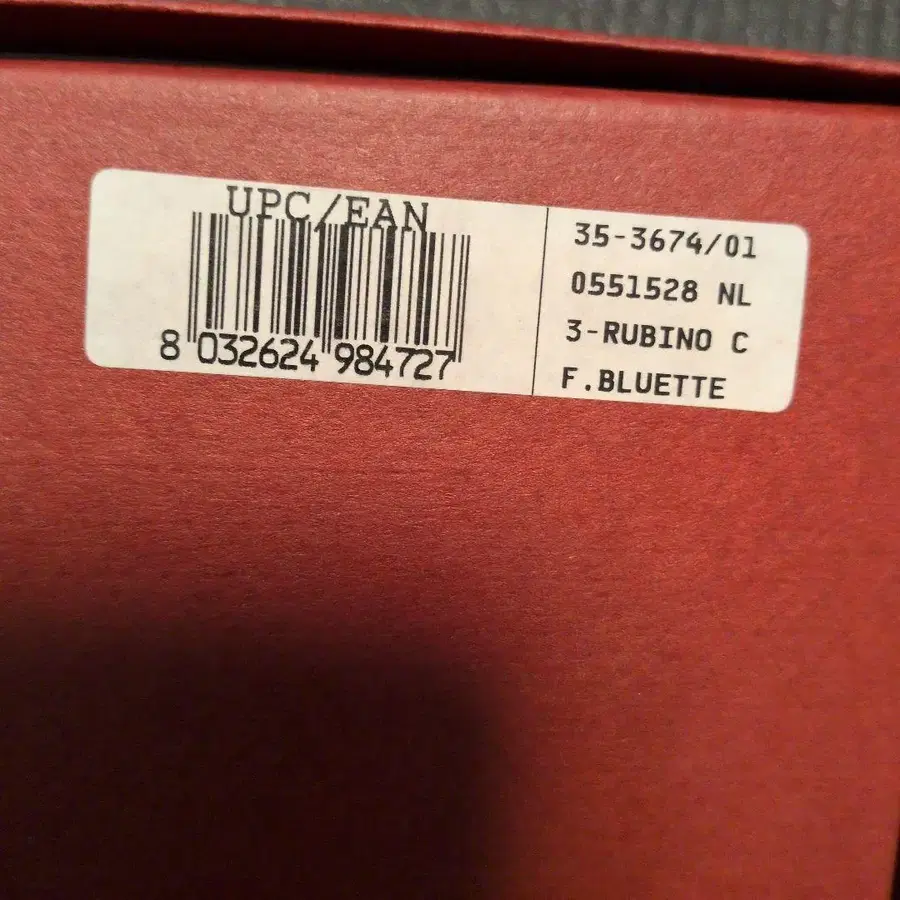 UPC/EAN
8 032624 984727
35-3674/01
0551528 NL
3-RUBINO C
F.BLUETTE